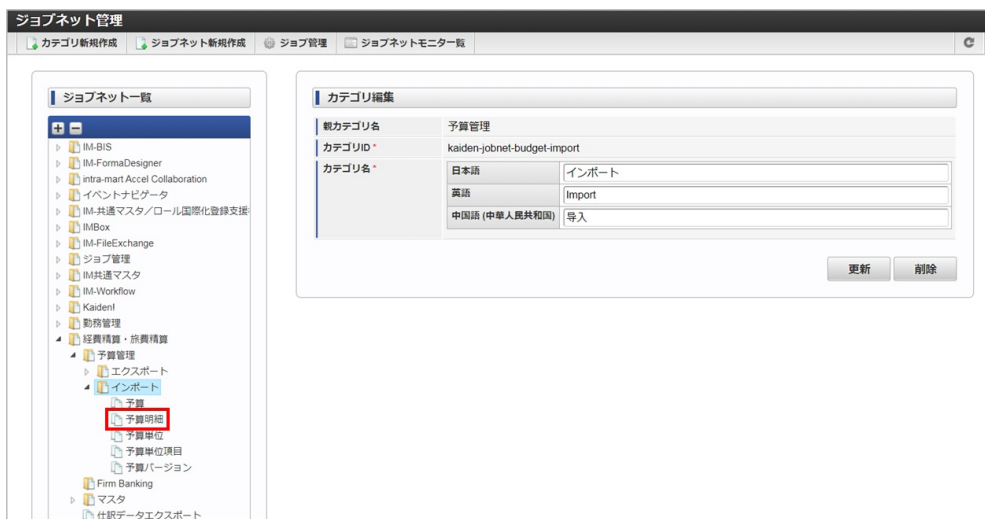 ジョブネット管理
カテゴリ新規作成 ジョブネット新規作成 ジョブ管理 ジョブネットモニター覧
ジョブネット一覧
IM-BIS
IM-FormaDesigner
intra-mart Accel Collaboration
イベントナビゲータ
IM-共通マスタ／ロール国際化登録支援
IMBox
IM-FileExchange
ジョブ管理
IM共通マスタ
IM-Workflow
Kaiden!
勤務管理
経費精算・旅費精算
予算管理
エクスポート
インポート
予算
予算明細
予算単位
予算単位項目
予算バージョン
Firm Banking
マスタ
仕訳データエクスポート
カテゴリ編集
親カテゴリ名 予算管理
カテゴリID * kaiden-jobnet-budget-import
カテゴリ名 * 日本語 インポート
英語 Import
中国語 (中華人民共和国) 导入
更新 削除